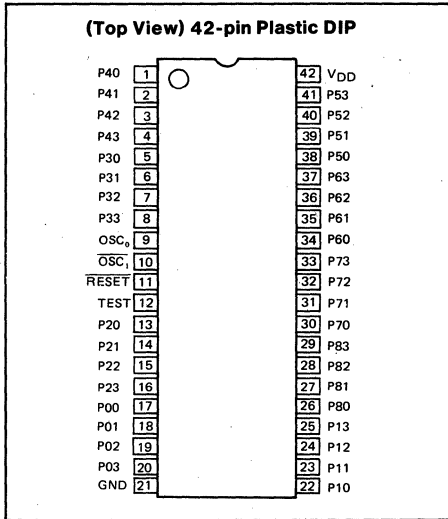 (Top View) 42-pin Plastic DIP
P40 1 42 VDD
P41 2 41 P53
P42 3 40 P52
P43 4 39 P51
P30 5 38 P50
P31 6 37 P63
P32 7 36 P62
P33 8 35 P61
OSC₀ 9 34 P60
OSC₁ 10 33 P73
RESET 11 32 P72
TEST 12 31 P71
P20 13 30 P70
P21 14 29 P83
P22 15 28 P82
P23 16 27 P81
P00 17 26 P80
P01 18 25 P13
P02 19 24 P12
P03 20 23 P11
GND 21 22 P10